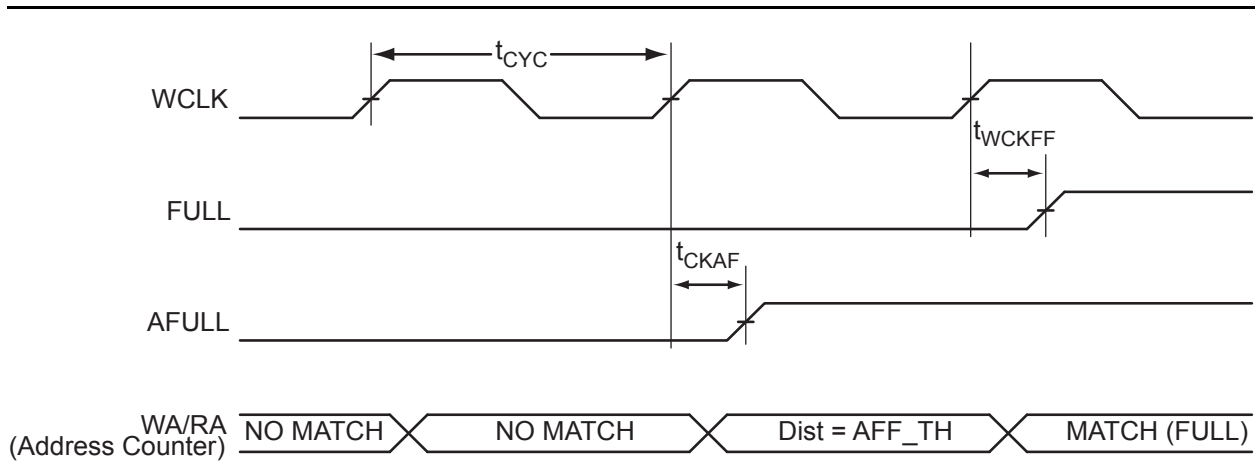 tCYC
WCLK
tWCKFF
FULL
tCKAF
AFULL
WA/RA
(Address Counter)
NO MATCH
NO MATCH
Dist = AFF_TH
MATCH (FULL)